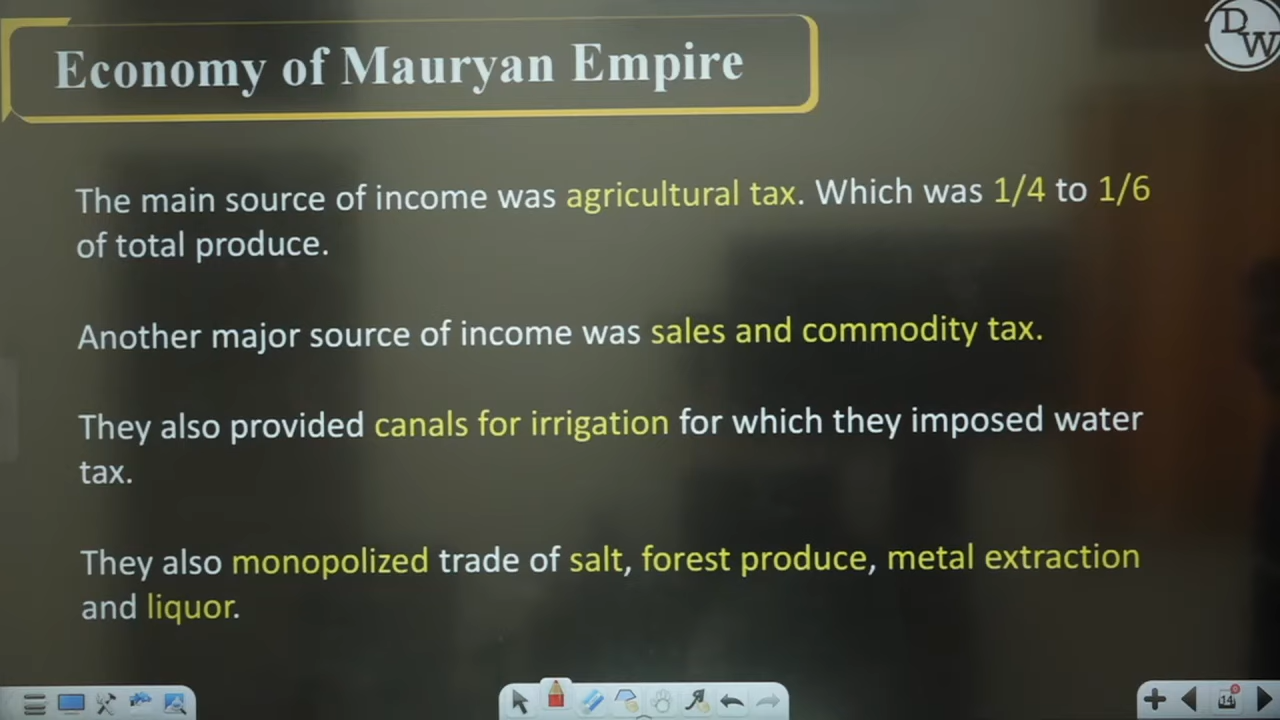 Economy of Mauryan Empire
DW
The main source of income was agricultural tax. Which was 1/4 to 1/6
of total produce.
Another major source of income was sales and commodity tax.
They also provided canals for irrigation for which they imposed water
tax.
They also monopolized trade of salt, forest produce, metal extraction
and liquor.
14